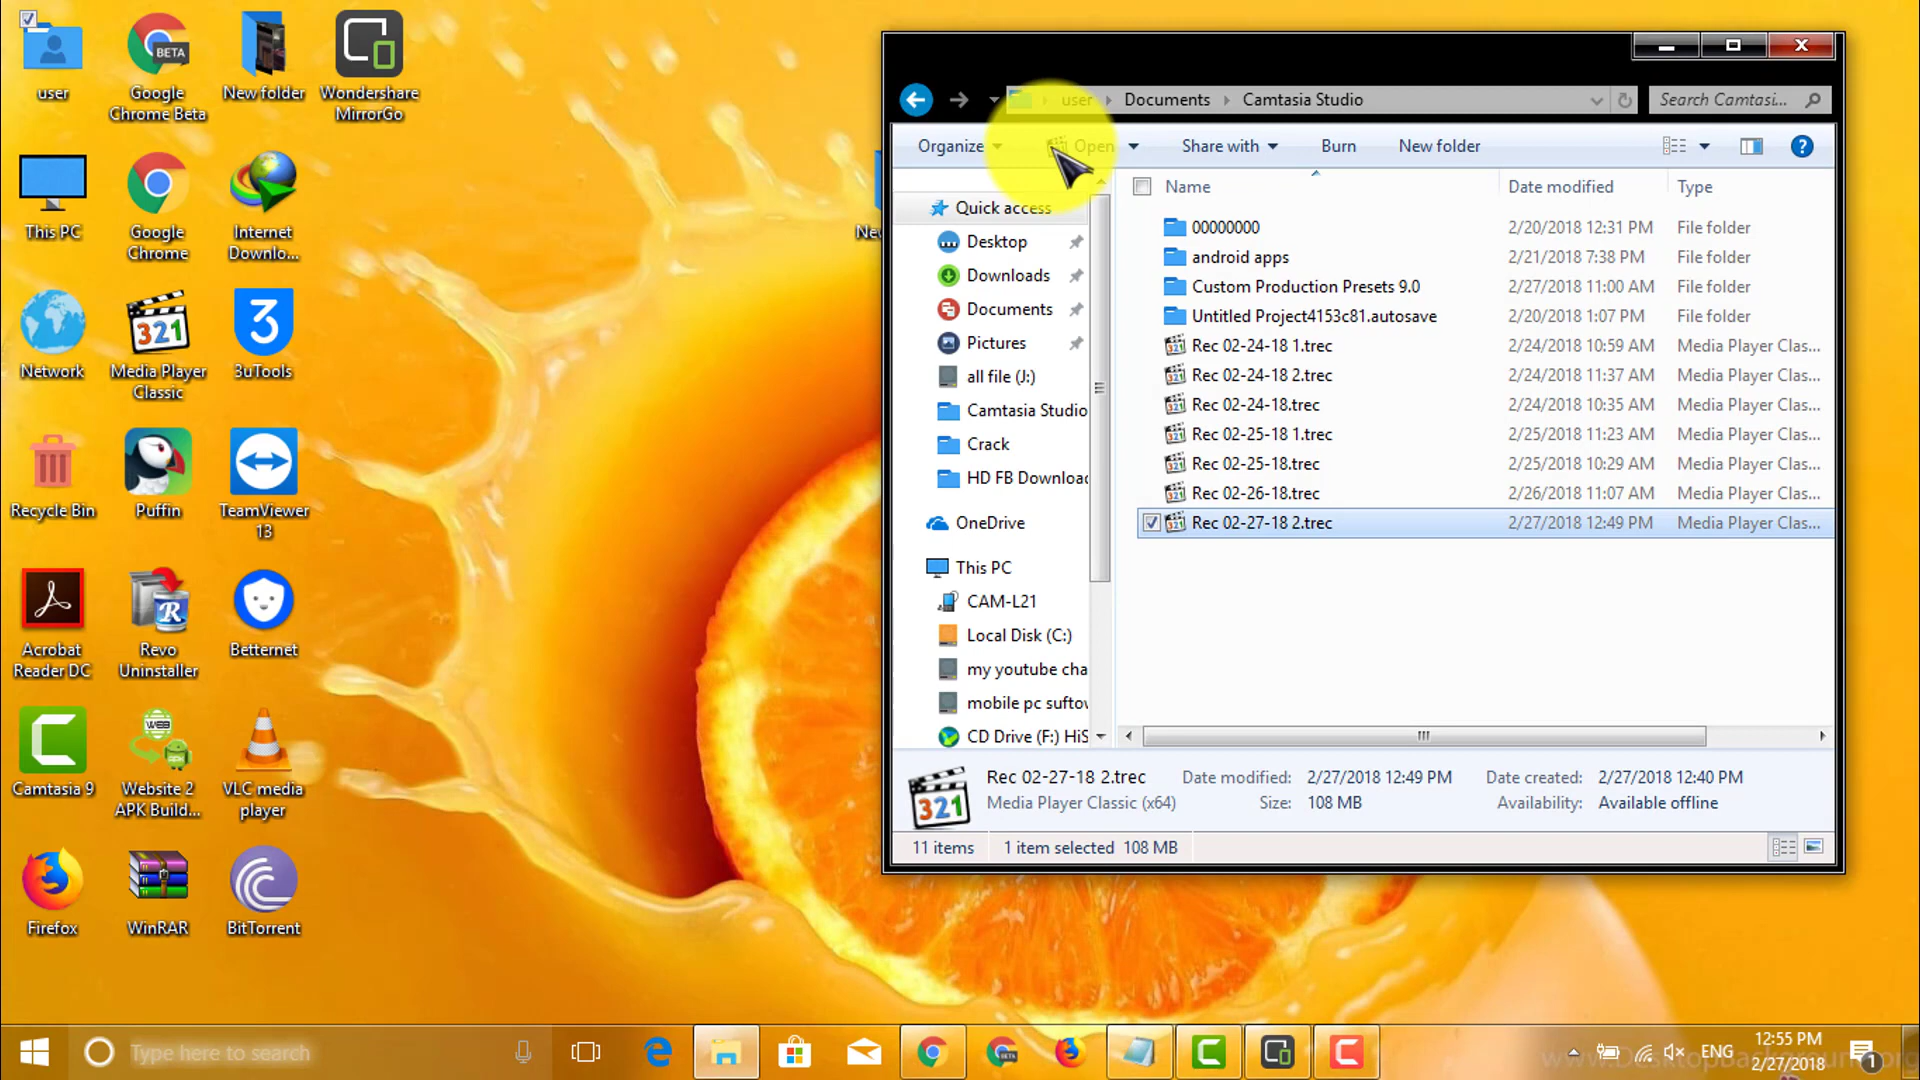 user
BETA
Google
Chrome Beta
New folder
Wondershare
MirrorGo
This PC
Google
Chrome
Internet
Downlo...
Network
321
Media Player
Classic
3
3uTools
Recycle Bin
Puffin
TeamViewer
13
Acrobat
Reader DC
R
Revo
Uninstaller
Betternet
Camtasia 9
Website 2
APK Build...
VLC media
player
Firefox
WinRAR
BitTorrent
user
Documents
Camtasia Studio
Search Camtasi...
Organize
Open
Share with
Burn
New folder
Quick access
Desktop
Downloads
Documents
Pictures
all file (J:)
Camtasia Studio
Crack
HD FB Downloa
OneDrive
This PC
CAM-L21
Local Disk (C:)
my youtube cha
mobile pc suftow
CD Drive (F:) HiS
Name Date modified Type
00000000 2/20/2018 12:31 PM File folder
android apps 2/21/2018 7:38 PM File folder
Custom Production Presets 9.0 2/27/2018 11:00 AM File folder
Untitled Project4153c81.autosave 2/20/2018 1:07 PM File folder
Rec 02-24-18 1.trec 2/24/2018 10:59 AM Media Player Clas...
Rec 02-24-18 2.trec 2/24/2018 11:37 AM Media Player Clas...
Rec 02-24-18.trec 2/24/2018 10:35 AM Media Player Clas...
Rec 02-25-18 1.trec 2/25/2018 11:23 AM Media Player Clas...
Rec 02-25-18.trec 2/25/2018 10:29 AM Media Player Clas...
Rec 02-26-18.trec 2/26/2018 11:07 AM Media Player Clas...
Rec 02-27-18 2.trec 2/27/2018 12:49 PM Media Player Clas...
Rec 02-27-18 2.trec Date modified: 2/27/2018 12:49 PM Date created: 2/27/2018 12:40 PM
Media Player Classic (x64) Size: 108 MB Availability: Available offline
11 items 1 item selected 108 MB
Type here to search
ENG
12:55 PM
2/27/2018
1